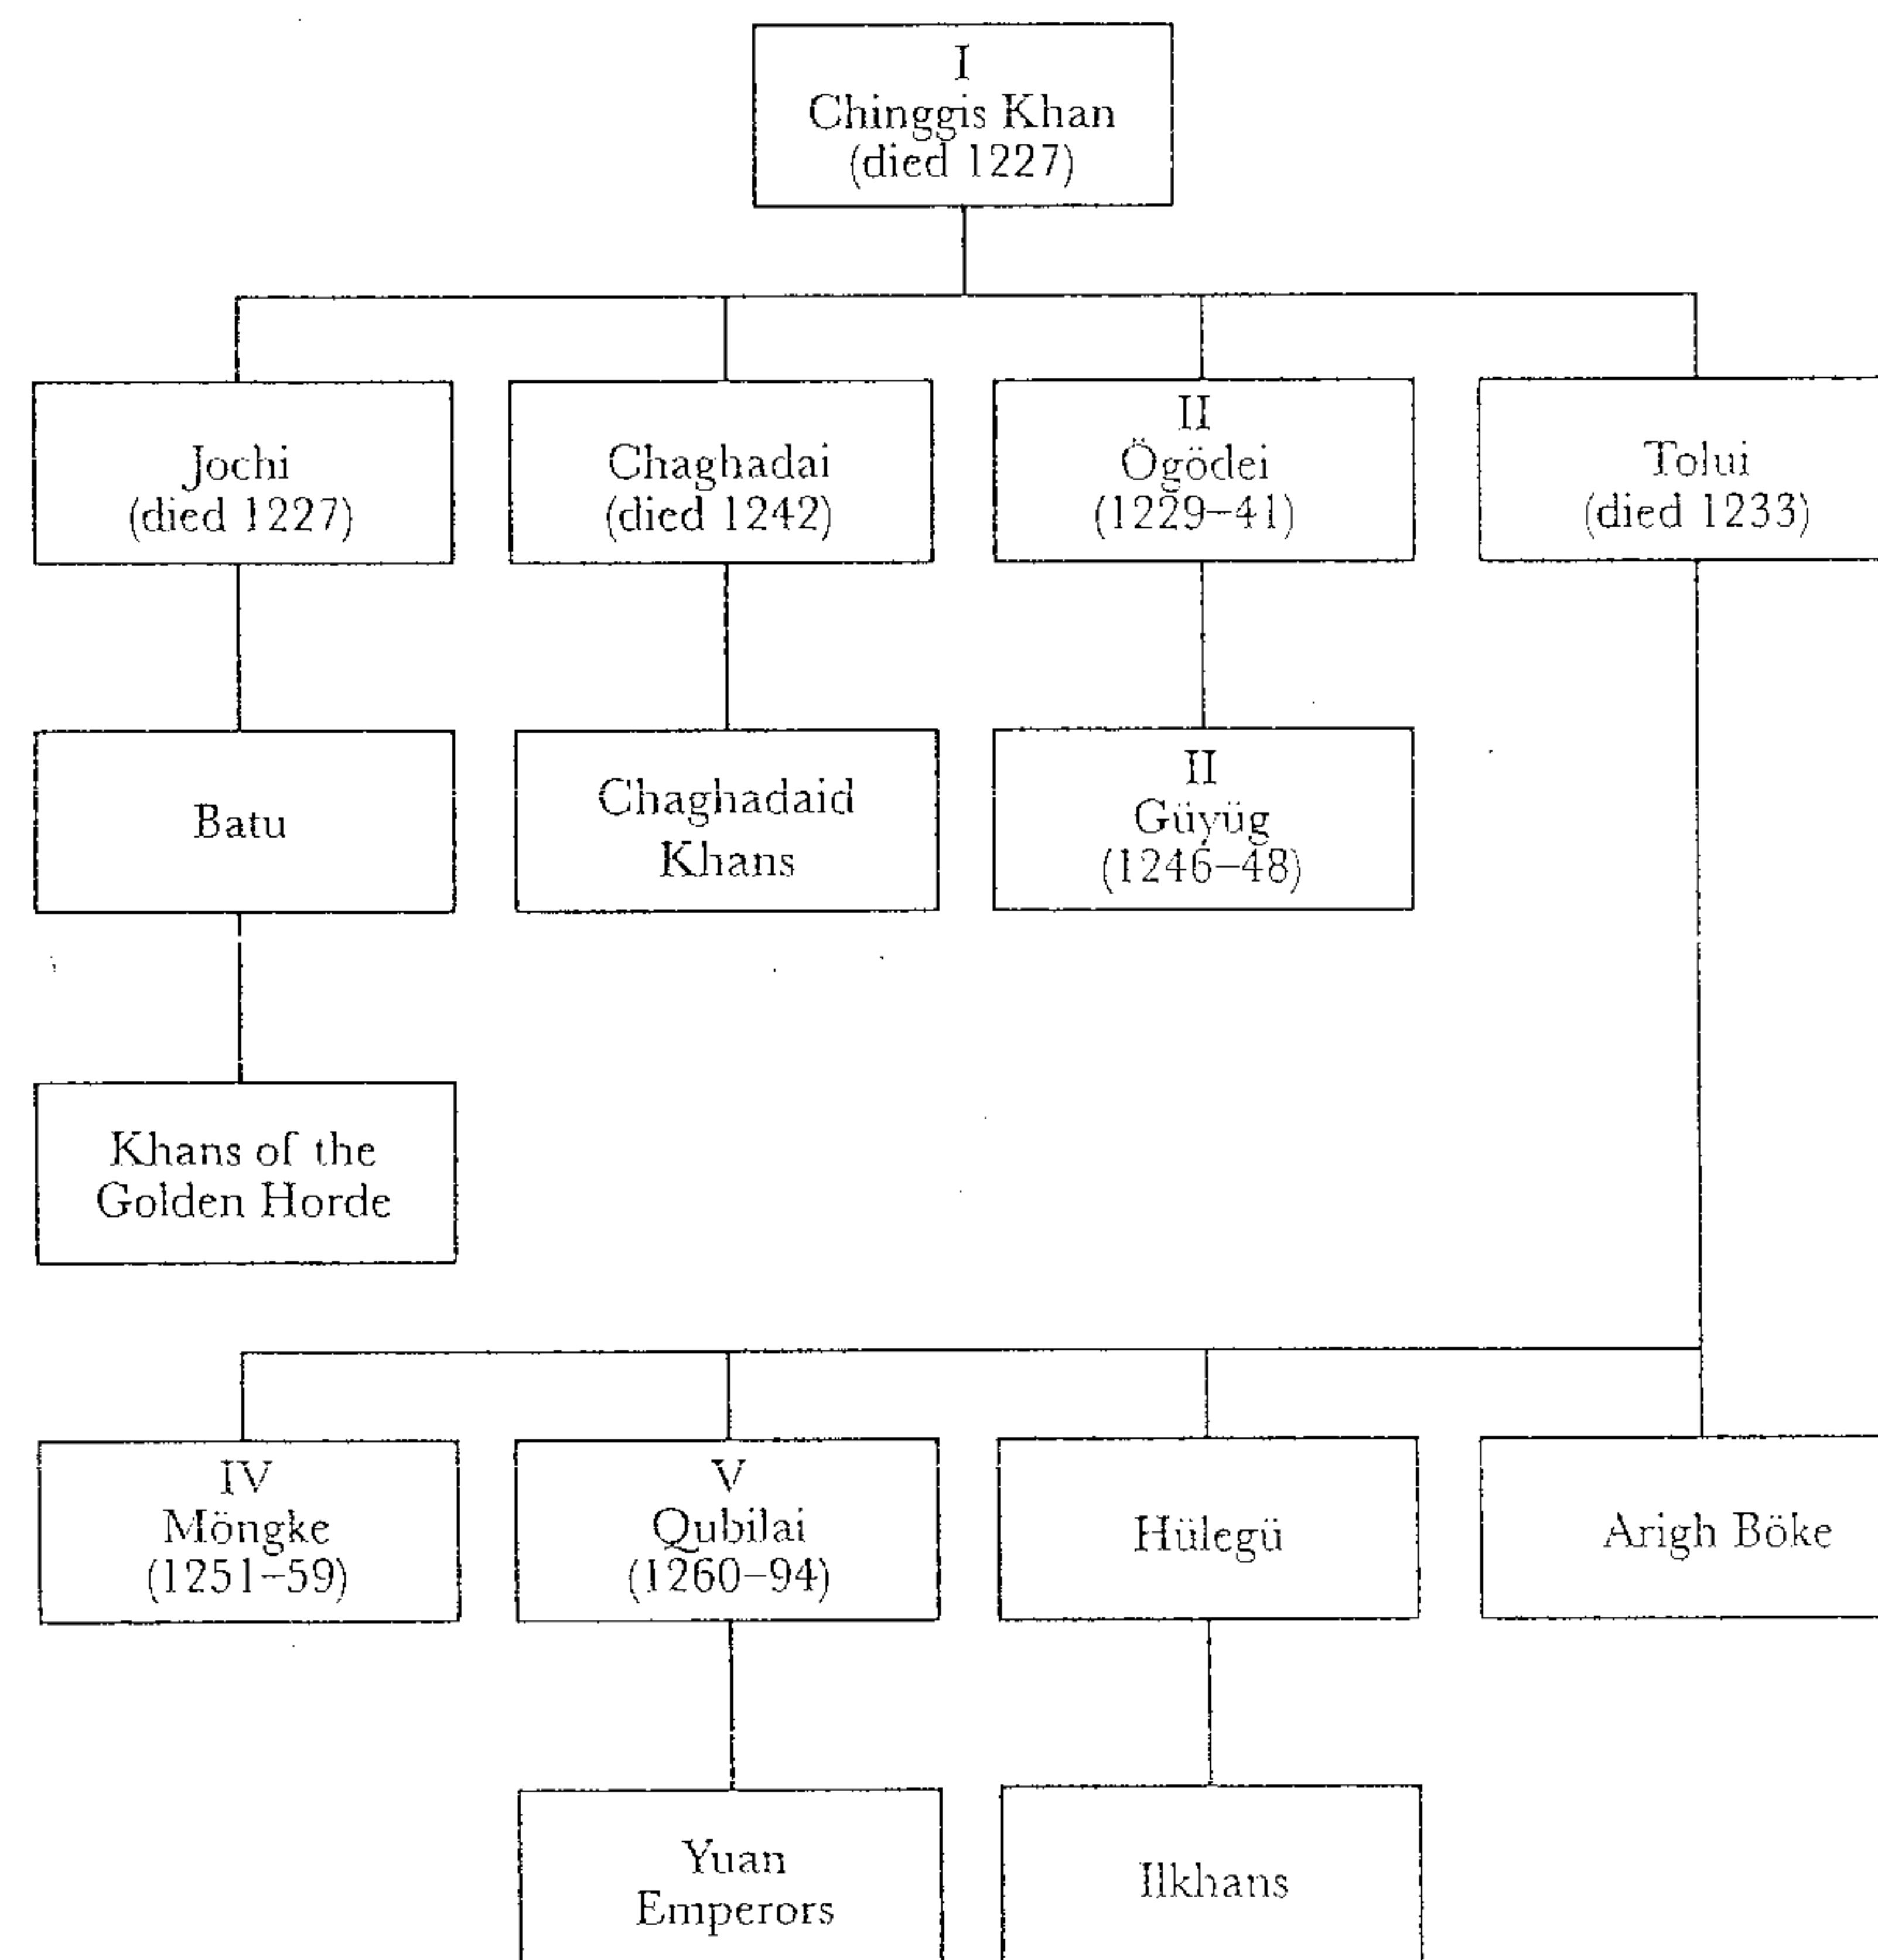 I
Chinggis Khan
(died 1227)
Jochi
(died 1227)
Chaghadai
(died 1242)
II
Ögödei
(1229–41)
Tolui
(died 1233)
Batu
Chaghadaid
Khans
II
Güyüg
(1246–48)
Khans of the
Golden Horde
IV
Möngke
(1251–59)
V
Qubilai
(1260–94)
Hülegü
Arigh Böke
Yuan
Emperors
Ilkhans